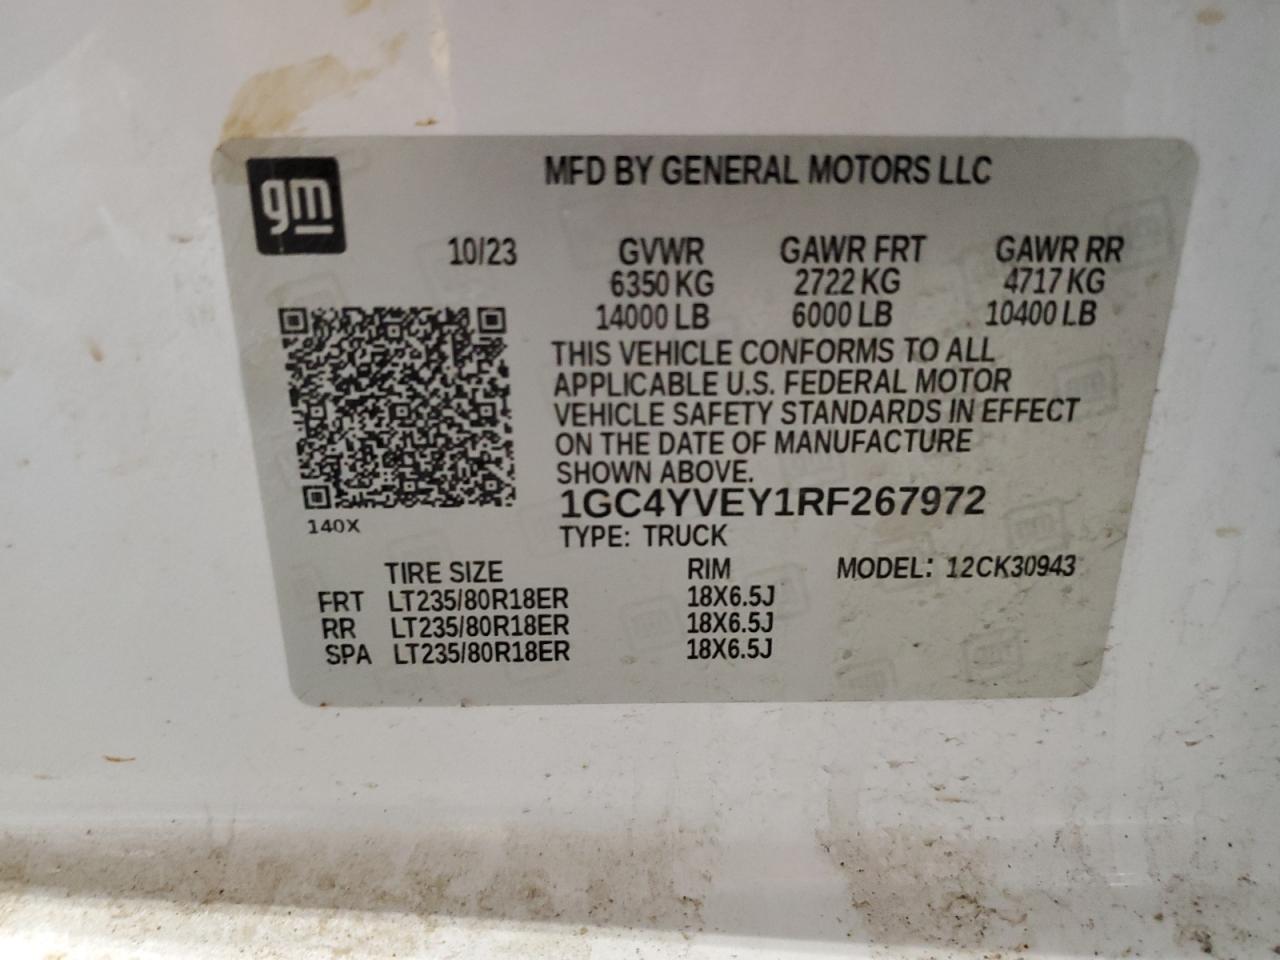 gm
MFD BY GENERAL MOTORS LLC
10/23 GVWR GAWR FRT GAWR RR
6350 KG 2722 KG 4717 KG
14000 LB 6000 LB 10400 LB
THIS VEHICLE CONFORMS TO ALL
APPLICABLE U.S. FEDERAL MOTOR
VEHICLE SAFETY STANDARDS IN EFFECT
ON THE DATE OF MANUFACTURE
SHOWN ABOVE.
1GC4YVEY1RF267972
140X
TYPE: TRUCK
TIRE SIZE RIM MODEL: 12CK30943
FRT LT235/80R18ER 18X6.5J
RR LT235/80R18ER 18X6.5J
SPA LT235/80R18ER 18X6.5J